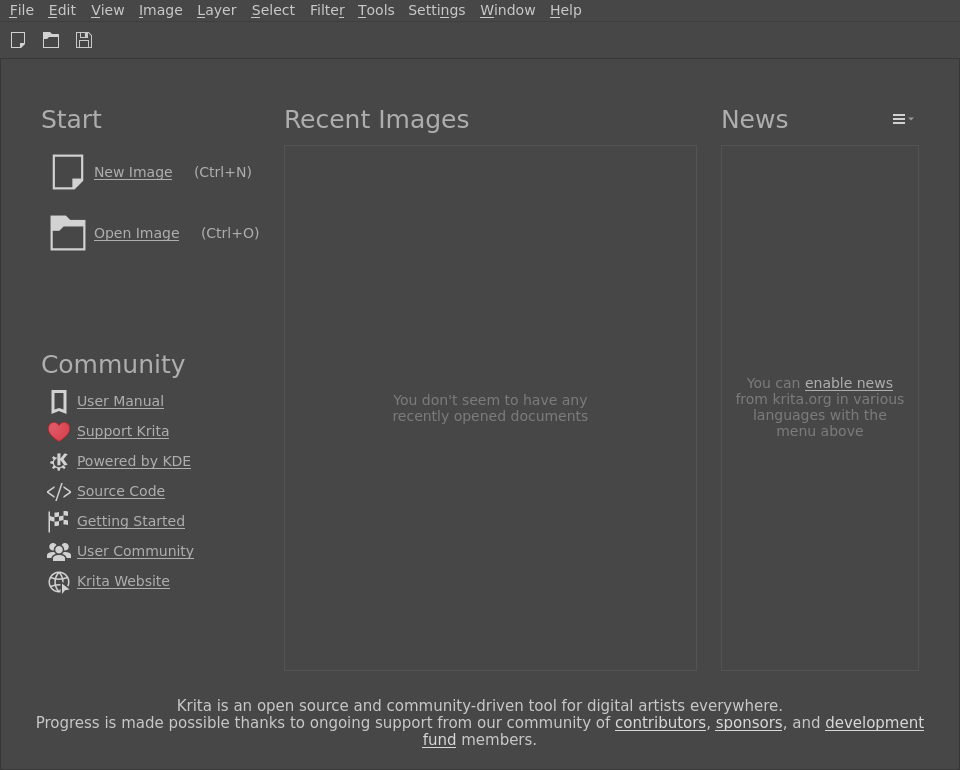 File Edit View Image Layer Select Filter Tools Settings Window Help
Start
New Image (Ctrl+N)
Open Image (Ctrl+O)
Community
User Manual
Support Krita
Powered by KDE
Source Code
Getting Started
User Community
Krita Website
Recent Images
You don't seem to have any
recently opened documents
News
You can enable news
from krita.org in various
languages with the
menu above
Krita is an open source and community-driven tool for digital artists everywhere.
Progress is made possible thanks to ongoing support from our community of contributors, sponsors, and development
fund members.